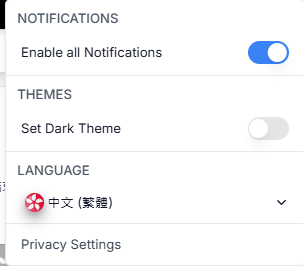 NOTIFICATIONS
Enable all Notifications
THEMES
Set Dark Theme
LANGUAGE
中文 (繁體)
Privacy Settings